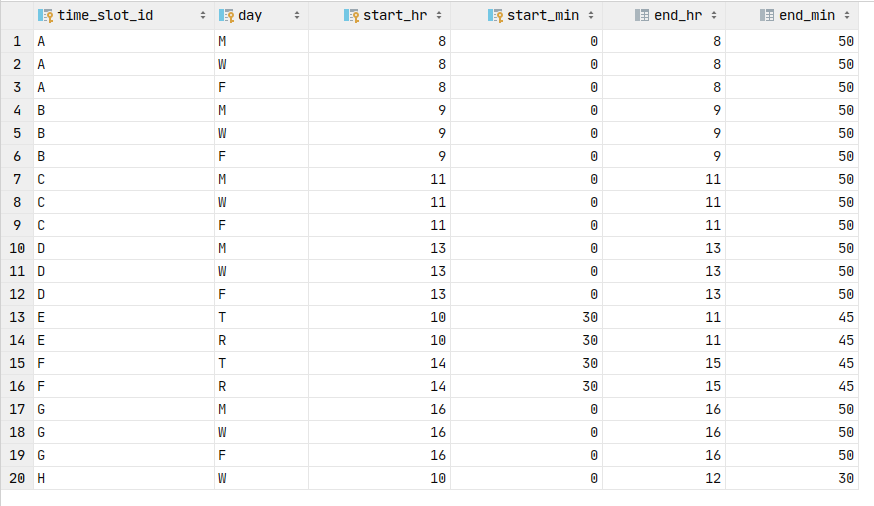 time_slot_id day start_hr start_min end_hr end_min
1 A M 8 0 8 50
2 A W 8 0 8 50
3 A F 8 0 8 50
4 B M 9 0 9 50
5 B W 9 0 9 50
6 B F 9 0 9 50
7 C M 11 0 11 50
8 C W 11 0 11 50
9 C F 11 0 11 50
10 D M 13 0 13 50
11 D W 13 0 13 50
12 D F 13 0 13 50
13 E T 10 30 11 45
14 E R 10 30 11 45
15 F T 14 30 15 45
16 F R 14 30 15 45
17 G M 16 0 16 50
18 G W 16 0 16 50
19 G F 16 0 16 50
20 H W 10 0 12 30